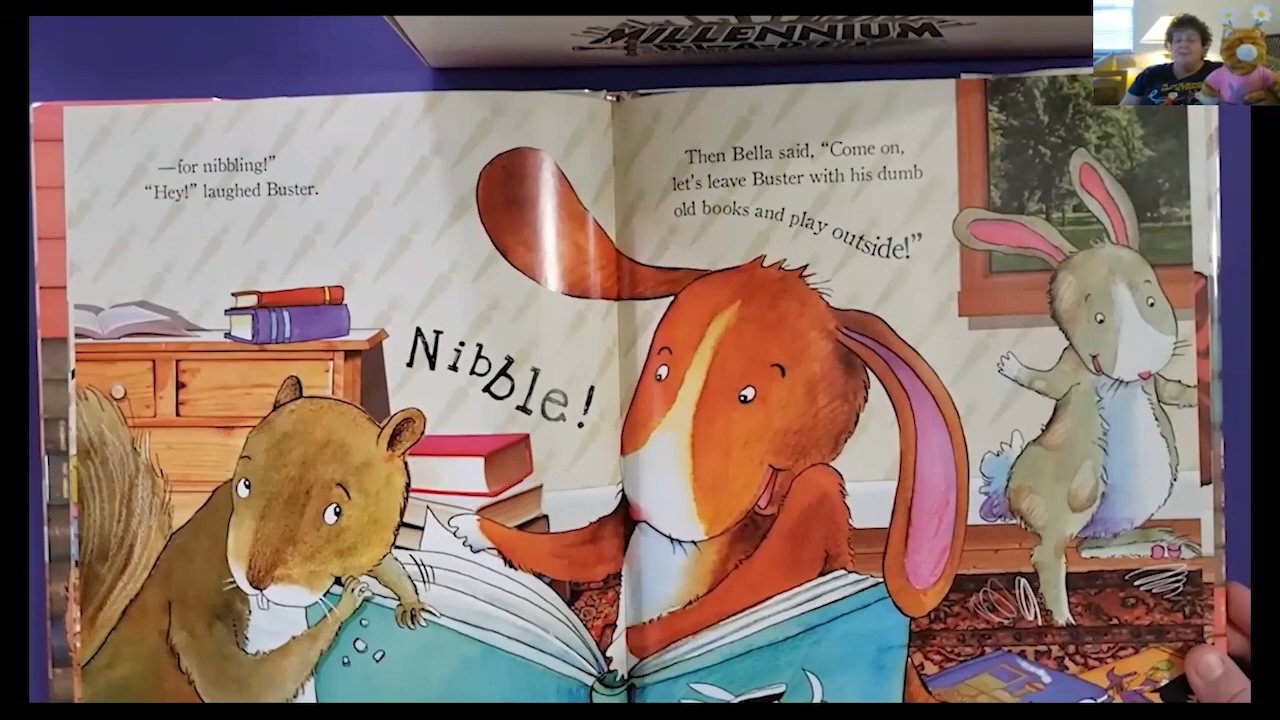 MILLENNIUM
BLADES
—for nibbling!”
“Hey!” laughed Buster.
Nibble!
Then Bella said, “Come on,
let’s leave Buster with his dumb
old books and play outside!”